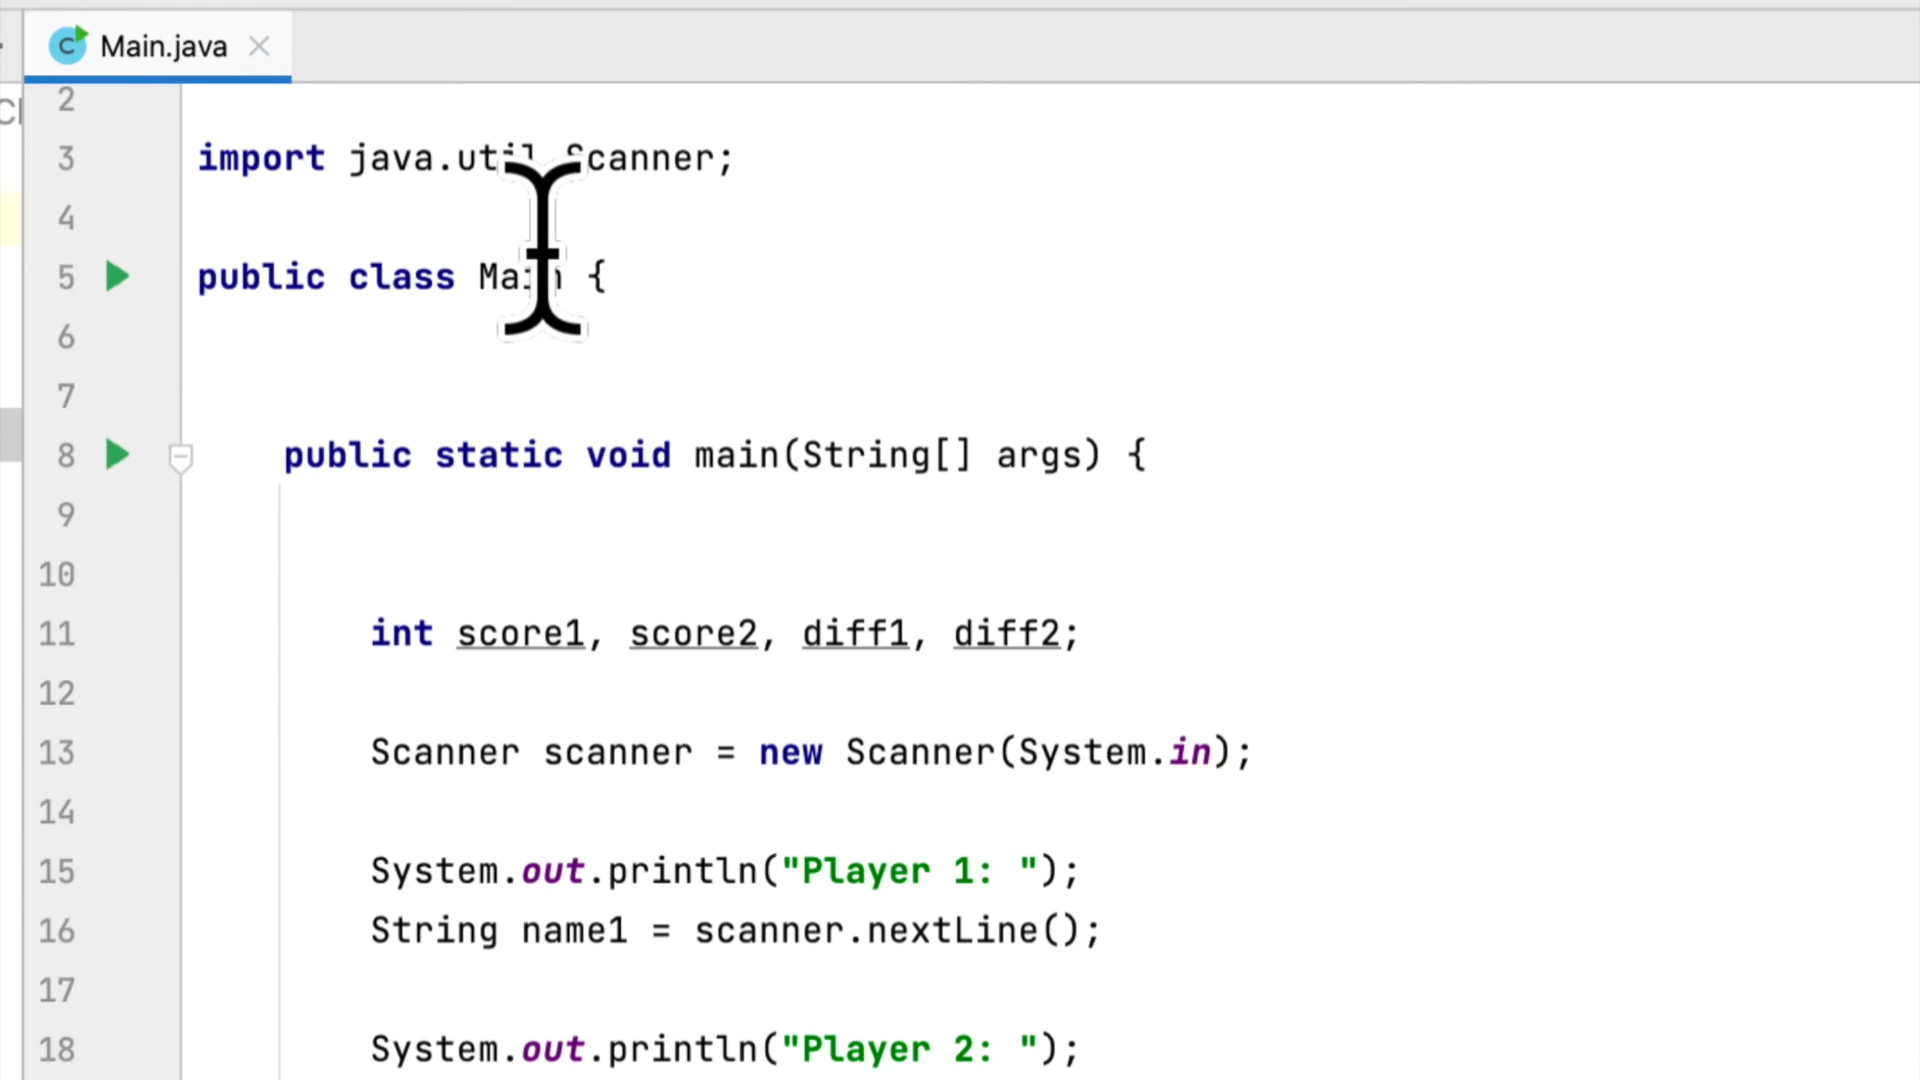 Main.java
2
3 import java.util.Scanner;
4
5 public class Main {
6
7
8 public static void main(String[] args) {
9
10
11 int score1, score2, diff1, diff2;
12
13 Scanner scanner = new Scanner(System.in);
14
15 System.out.println("Player 1: ");
16 String name1 = scanner.nextLine();
17
18 System.out.println("Player 2: ");